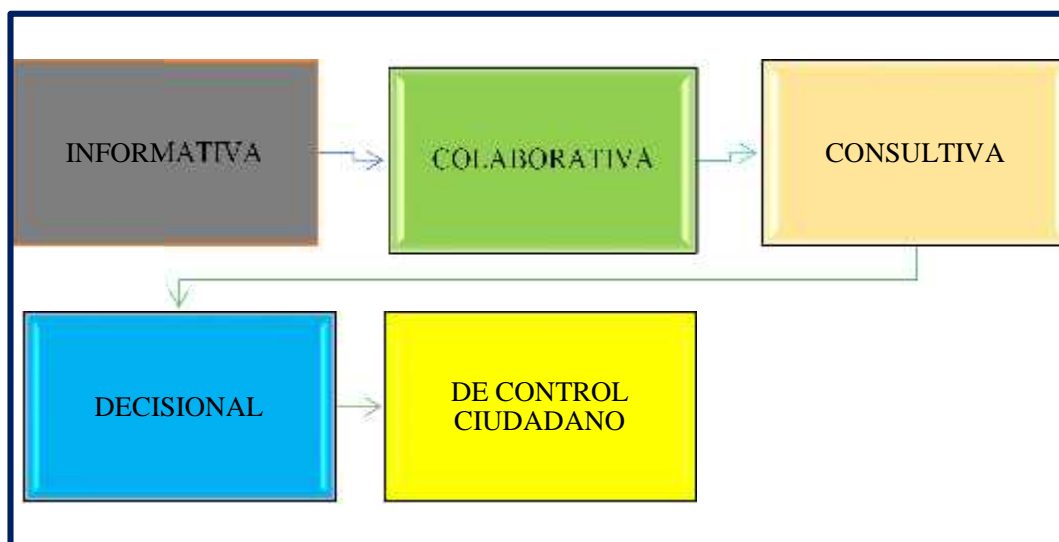 INFORMATIVA
COLABORATIVA
CONSULTIVA
DECISIONAL
DE CONTROL
CIUDADANO